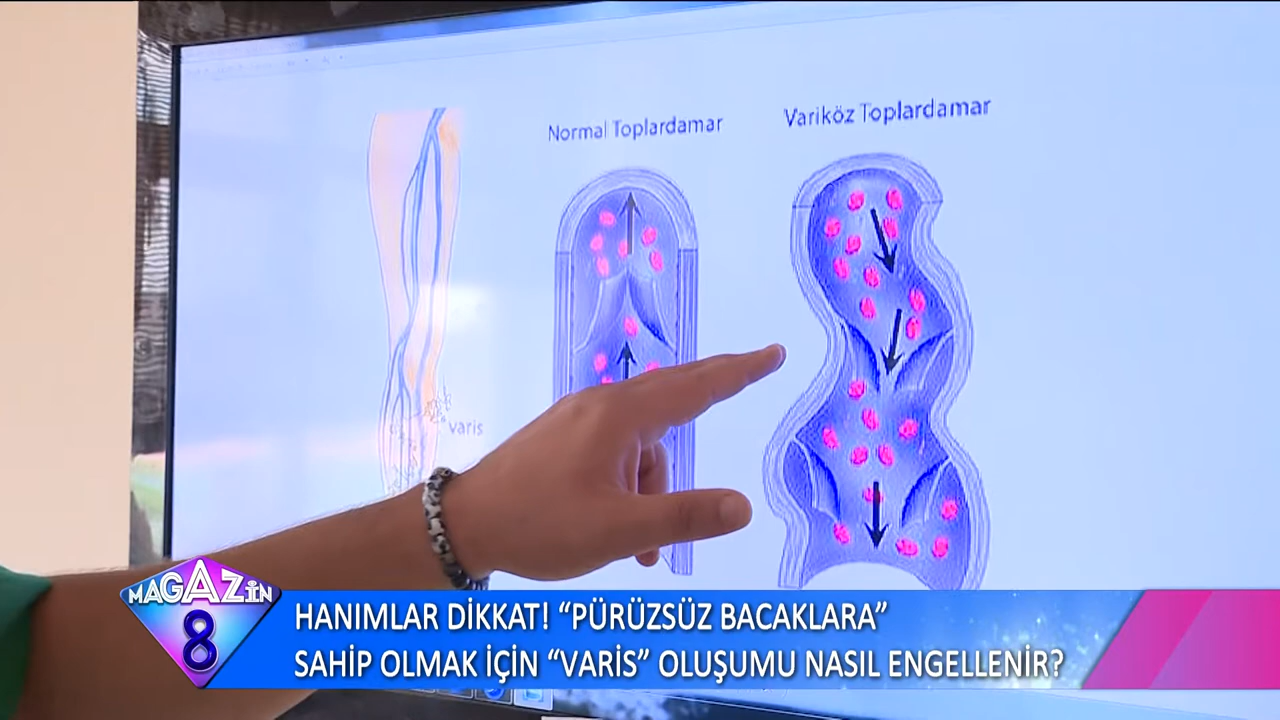 Normal Toplardamar
Variköz Toplardamar
varis
MAGAZİN
8
HANIMLAR DİKKAT! “PÜRÜZSÜZ BACAKLARA”
SAHİP OLMAK İÇİN “VARİS” OLUŞUMU NASIL ENGELLENİR?